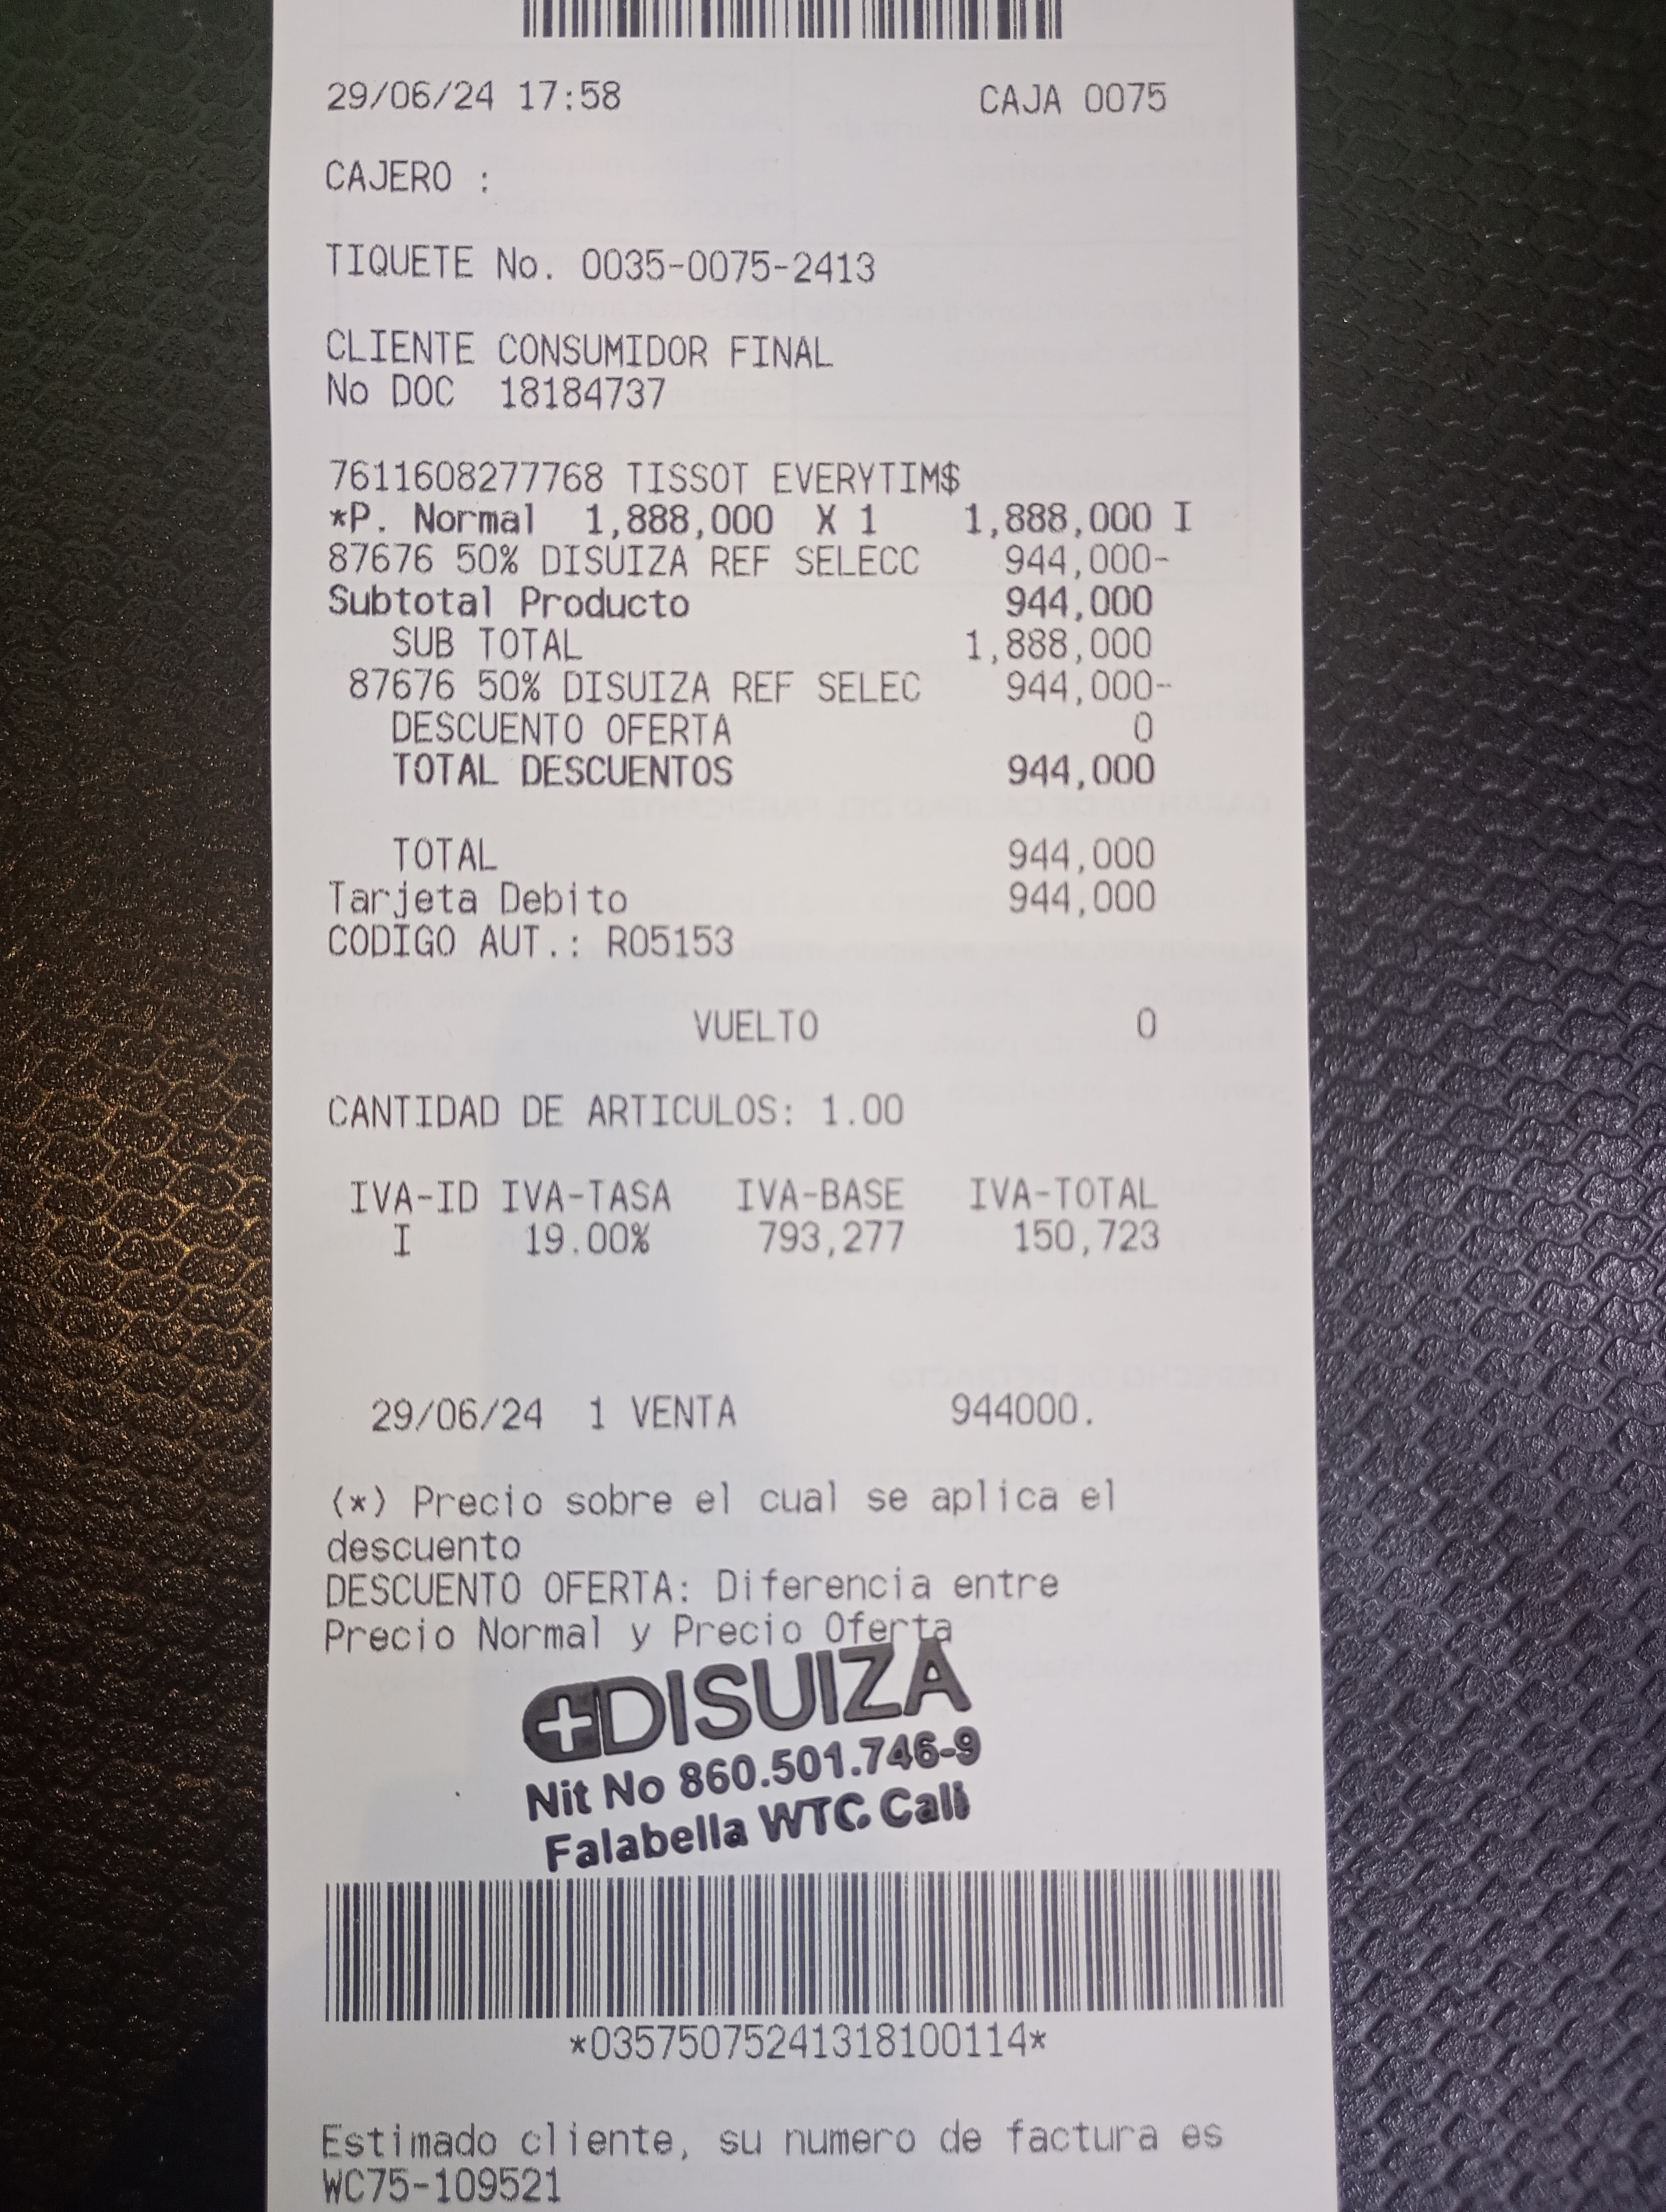 29/06/24 17:58 CAJA 0075
CAJERO :
TIQUETE No. 0035-0075-2413
CLIENTE CONSUMIDOR FINAL
No DOC 18184737
7611608277768 TISSOT EVERYTIM$
*P. Normal 1,888,000 X 1 1,888,000 I
87676 50% DISUIZA REF SELECC 944,000-
Subtotal Producto 944,000
SUB TOTAL 1,888,000
87676 50% DISUIZA REF SELEC 944,000-
DESCUENTO OFERTA 0
TOTAL DESCUENTOS 944,000
TOTAL 944,000
Tarjeta Debito 944,000
CODIGO AUT.: R05153
VUELTO 0
CANTIDAD DE ARTICULOS: 1.00
IVA-ID IVA-TASA IVA-BASE IVA-TOTAL
I 19.00% 793,277 150,723
29/06/24 1 VENTA 944000.
(*) Precio sobre el cual se aplica el
descuento
DESCUENTO OFERTA: Diferencia entre
Precio Normal y Precio Oferta
DISUIZA
Nit No 860.501.746-9
Falabella WTC. Cali
*03575075241318100114*
Estimado cliente, su numero de factura es
WC75-109521